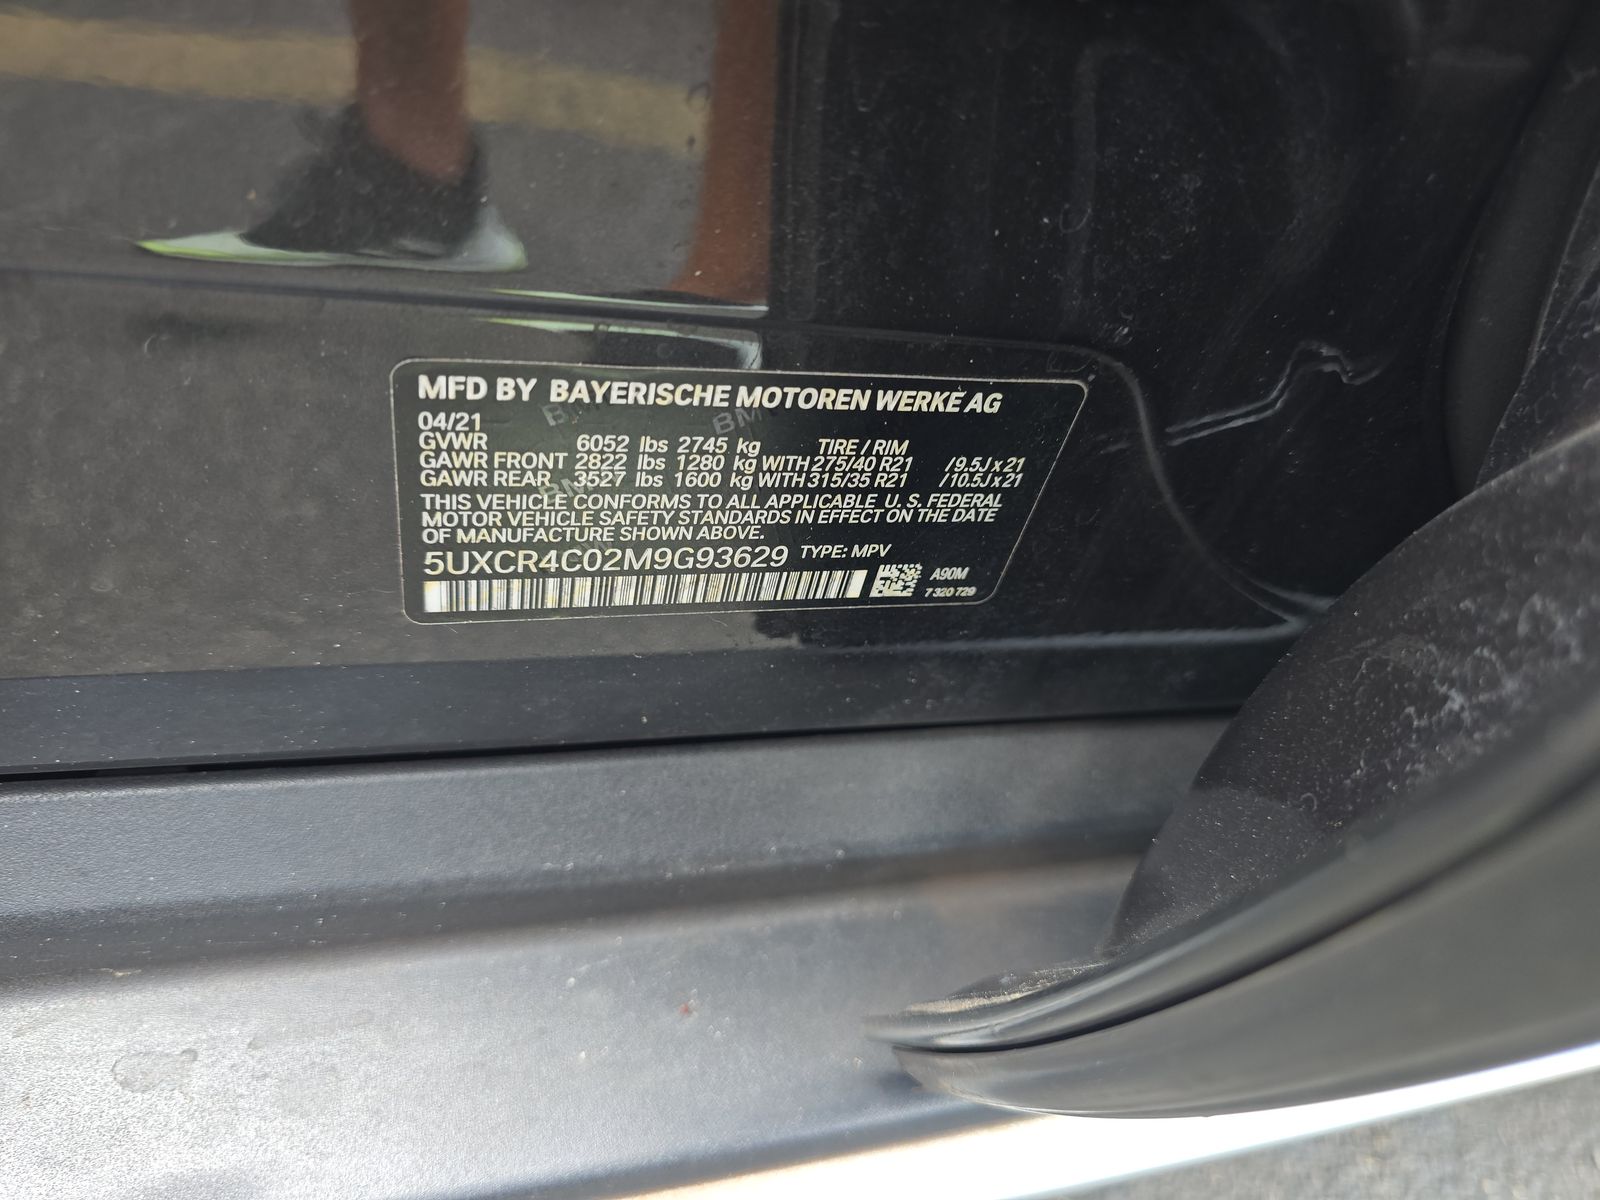 MFD BY BAYERISCHE MOTOREN WERKE AG
04/21
GVWR 6052 lbs 2745 kg TIRE / RIM
GAWR FRONT 2822 lbs 1280 kg WITH 275/40 R21 /9.5J x 21
GAWR REAR 3527 lbs 1600 kg WITH 315/35 R21 /10.5J x 21
THIS VEHICLE CONFORMS TO ALL APPLICABLE U.S. FEDERAL
MOTOR VEHICLE SAFETY STANDARDS IN EFFECT ON THE DATE
OF MANUFACTURE SHOWN ABOVE.
5UXCR4C02M9G93629 TYPE: MPV
A90M
7 320 729